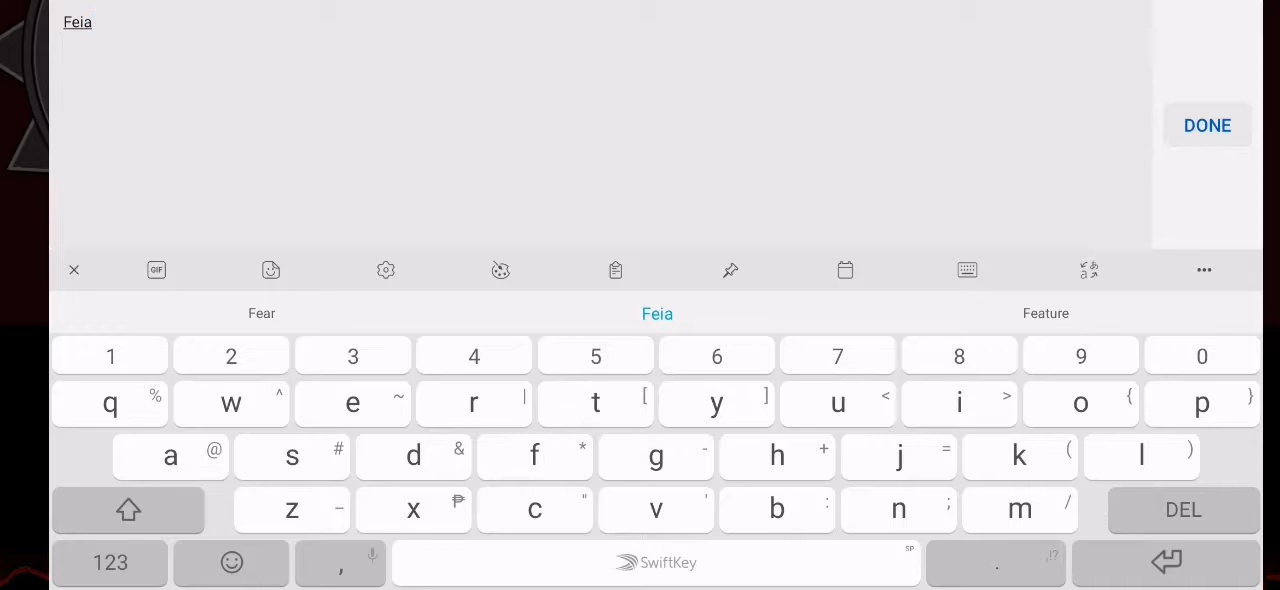 Feia
DONE
GIF
Fear Feia Feature
1 2 3 4 5 6 7 8 9 0
q % w ^ e ~ r | t [ y ] u < i > o { p }
a @ s # d & f * g - h + j = k ( l )
z – x ₱ c " v ' b : n ; m / DEL
123 , SwiftKey SP . ,!?